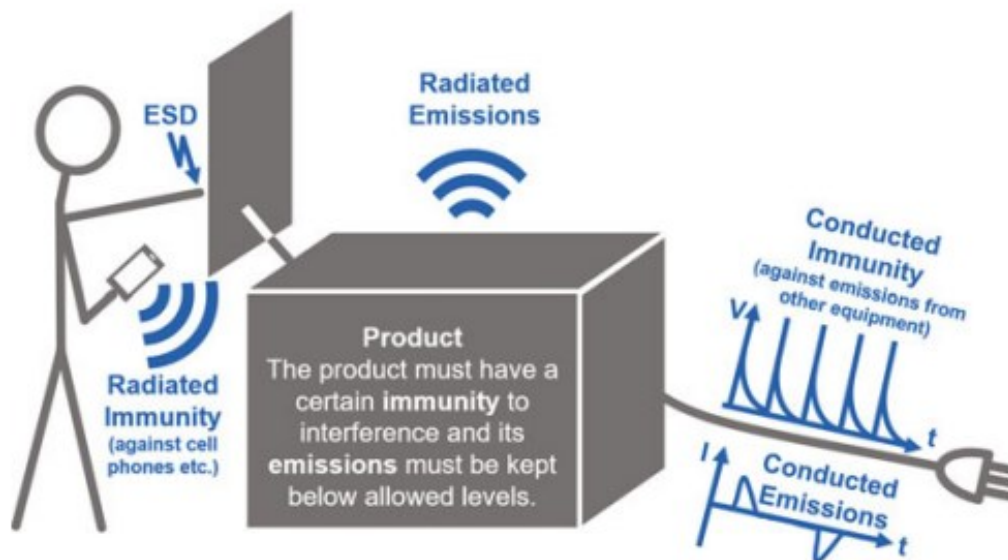 ESD
Radiated
Emissions
Radiated
Immunity
(against cell
phones etc.)
Product
The product must have a
certain immunity to
interference and its
emissions must be kept
below allowed levels.
Conducted
Immunity
(against emissions from
other equipment)
V
t
I
Conducted
Emissions
t